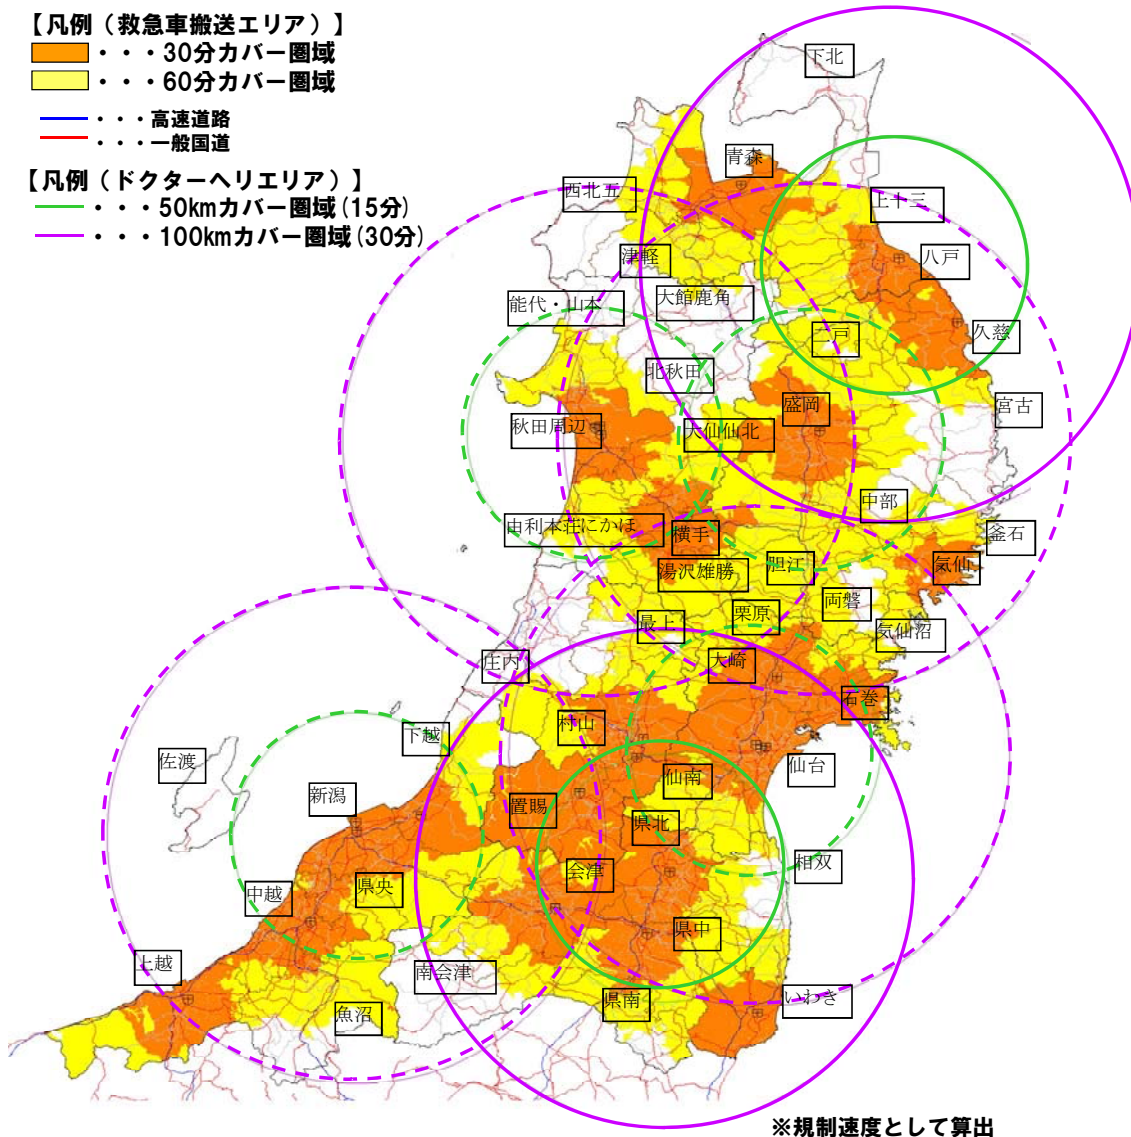 【凡例（救急車搬送エリア）】
・・・30分カバー圏域
・・・60分カバー圏域
・・・高速道路
・・・一般国道
【凡例（ドクターヘリエリア）】
・・・50kmカバー圏域(15分)
・・・100kmカバー圏域(30分)
下北
青森
西北五
上十三
津軽
八戸
大館鹿角
能代・山本
久慈
二戸
北秋田
盛岡
宮古
秋田周辺
大仙仙北
中部
由利本荘にかほ
横手
釜石
湯沢雄勝
胆江
気仙
両磐
最上
栗原
気仙沼
庄内
大崎
石巻
村山
下越
佐渡
仙台
仙南
新潟
置賜
県北
相双
会津
県央
中越
県中
上越
南会津
県南
いわき
魚沼
※規制速度として算出